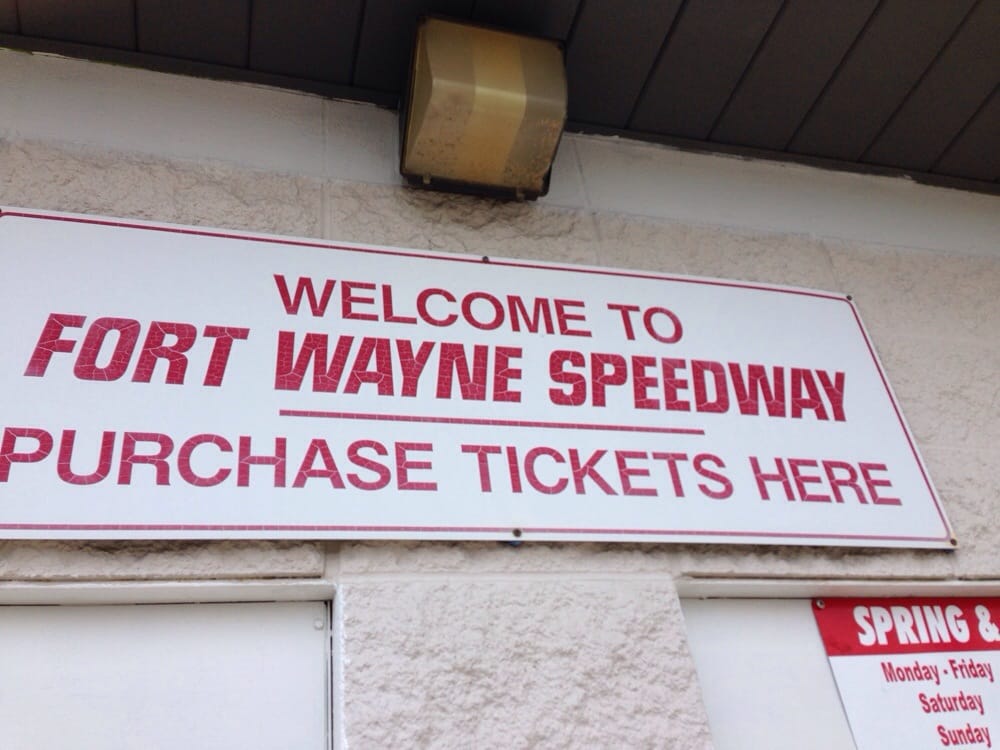 WELCOME TO
FORT WAYNE SPEEDWAY
PURCHASE TICKETS HERE
SPRING &
Monday - Friday
Saturday
Sunday